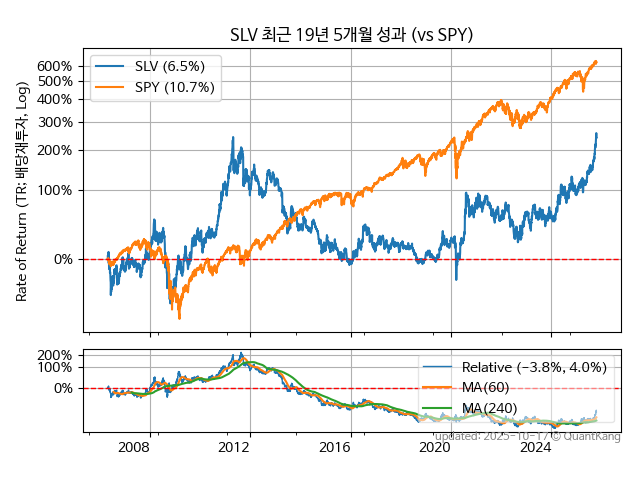 SLV 최근 19년 5개월 성과 (vs SPY)
Rate of Return (TR: 배당재투자, Log)
600%
500%
400%
300%
200%
100%
0%
SLV (6.5%)
SPY (10.7%)
200%
100%
0%
Relative (−3.8%, 4.0%)
MA(60)
MA(240)
updated: 2025-10-17 © QuantKang
2008 2012 2016 2020 2024